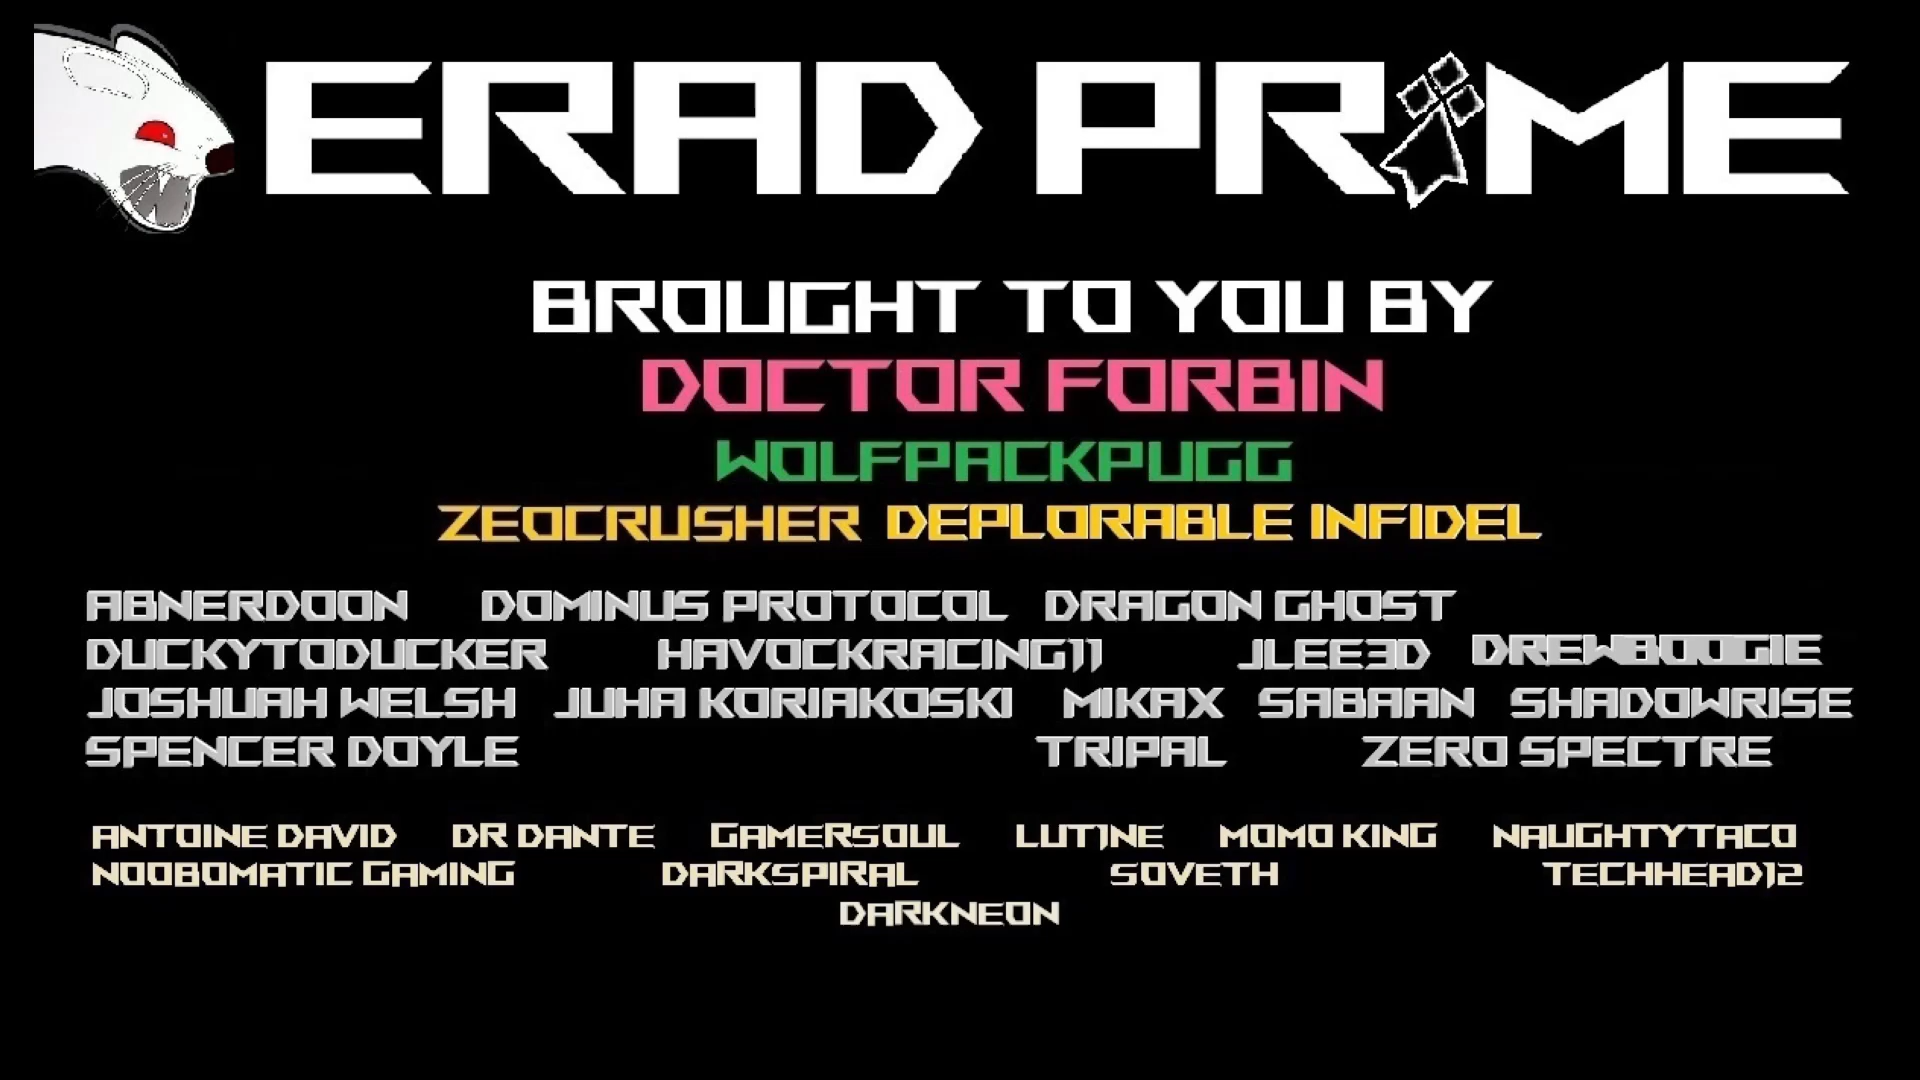 ERAD PRIME
BROUGHT TO YOU BY
DOCTOR FORBIN
WOLFPACKPUGG
ZEOCRUSHER DEPLORABLE INFIDEL
ABNERDOON DOMINUS PROTOCOL DRAGON GHOST
DUCKYTODUCKER HAVOCKRACING11 JLEE3D DREWBOOGIE
JOSHUAH WELSH JUHA KORIAKOSKI MIKAX SABAAN SHADOWRISE
SPENCER DOYLE TRIPAL ZERO SPECTRE
ANTOINE DAVID DR DANTE GAMERSOUL LUT1NE MOMO KING NAUGHTYTACO
NOOBOMATIC GAMING DARKSPIRAL SOVETH TECHHEAD12
DARKNEON